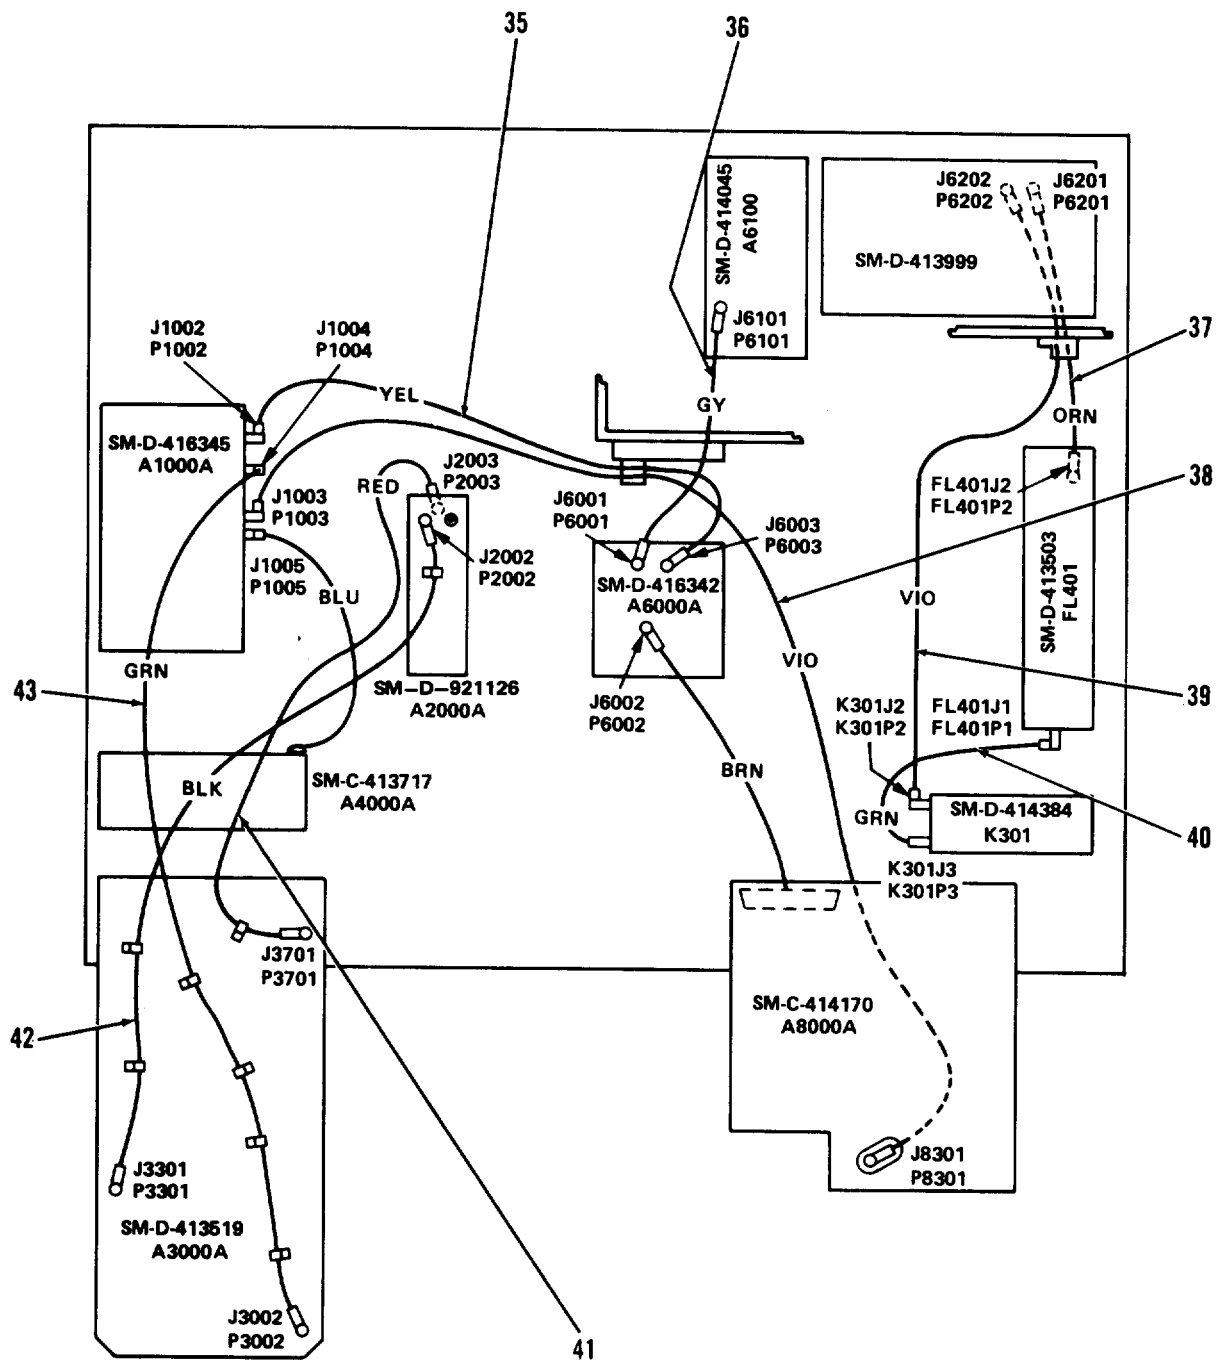 35
36
SM-D-414045
A6100
J6202
P6202
J6201
P6201
SM-D-413999
J6101
P6101
J1002
P1002
J1004
P1004
37
YEL
GY
ORN
SM-D-416345
A1000A
J2003
P2003
RED
J1003
P1003
J6001
P6001
J6003
P6003
FL401J2
FL401P2
38
J1005
P1005
J2002
P2002
BLU
SM-D-416342
A6000A
VIO
SM-D-413503
FL401
GRN
43
SM-D-921126
A2000A
J6002
P6002
VIO
K301J2
K301P2
FL401J1
FL401P1
39
BRN
SM-C-413717
A4000A
BLK
GRN
SM-D-414384
K301
40
K301J3
K301P3
J3701
P3701
SM-C-414170
A8000A
42
J3301
P3301
J8301
P8301
SM-D-413519
A3000A
J3002
P3002
41